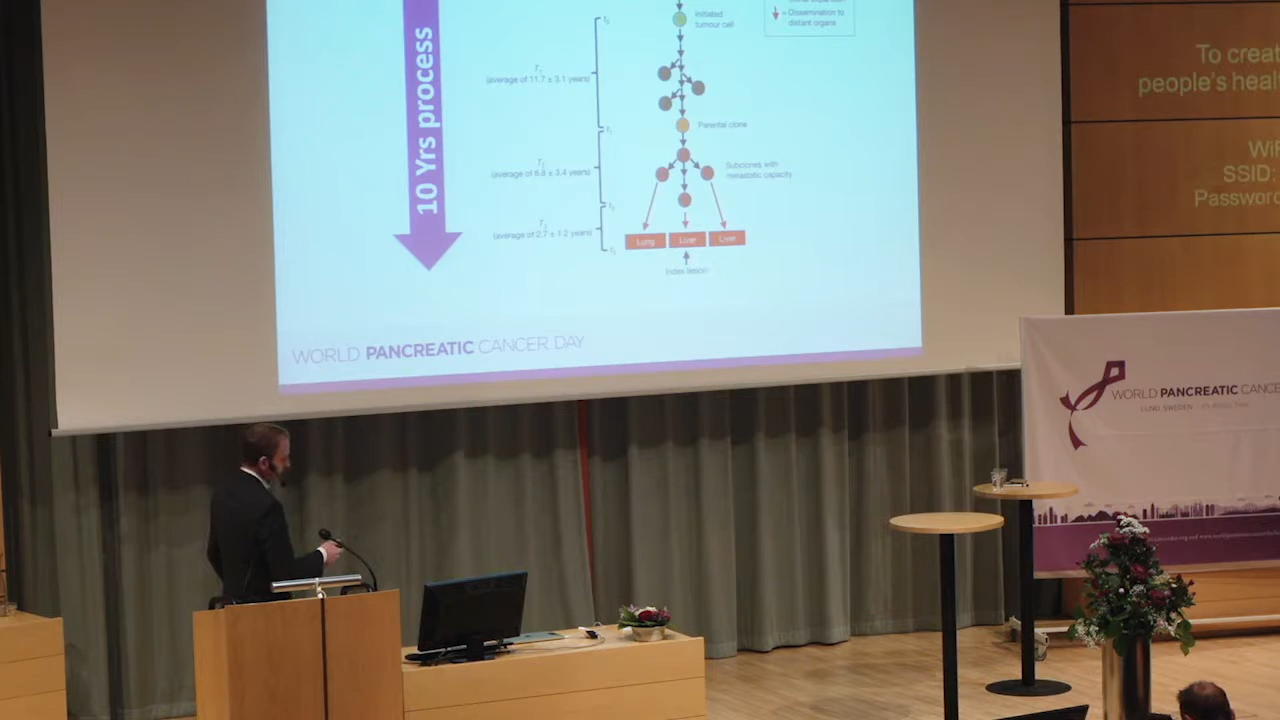 10 Yrs process
Initiated
tumour cell
= Dissemination to
distant organs
T1
(average of 11.7 ± 3.1 years)
Parental clone
T2
(average of 6.8 ± 3.4 years)
Subclones with
metastatic capacity
T3
(average of 2.7 ± 1.2 years)
Lung
Liver
Liver
Index lesion
WORLD PANCREATIC CANCER DAY
To creat
people's heal
WiF
SSID:
Password
WORLD PANCREATIC CANCE
LUND, SWEDEN